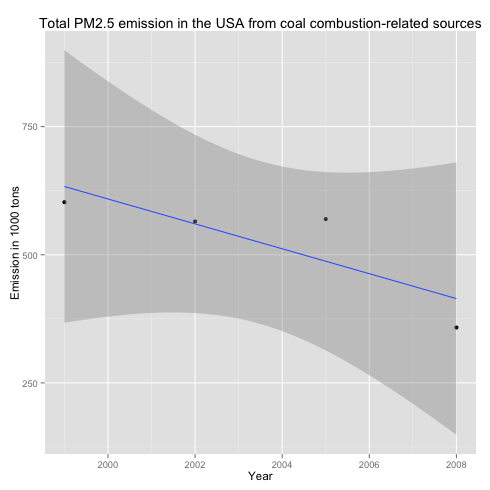 Total PM2.5 emission in the USA from coal combustion-related sources
Emission in 1000 tons
750
500
250
2000 2002 2004 2006 2008
Year